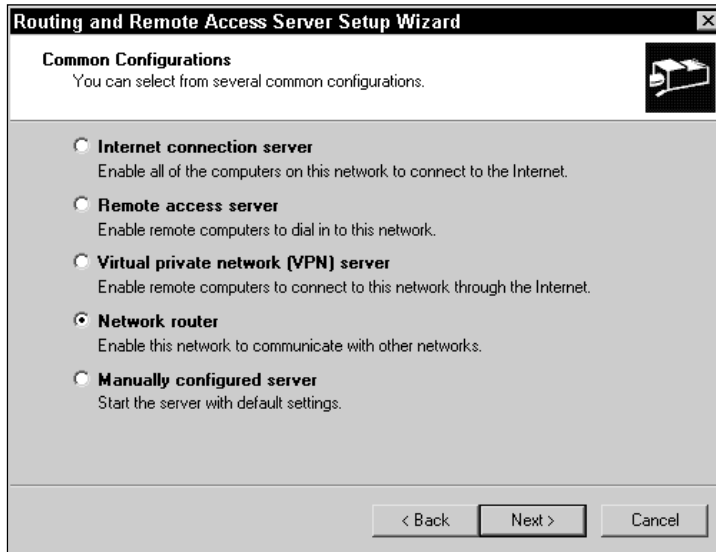 Routing and Remote Access Server Setup Wizard
Common Configurations
You can select from several common configurations.
Internet connection server
Enable all of the computers on this network to connect to the Internet.
Remote access server
Enable remote computers to dial in to this network.
Virtual private network (VPN) server
Enable remote computers to connect to this network through the Internet.
Network router
Enable this network to communicate with other networks.
Manually configured server
Start the server with default settings.
< Back Next > Cancel